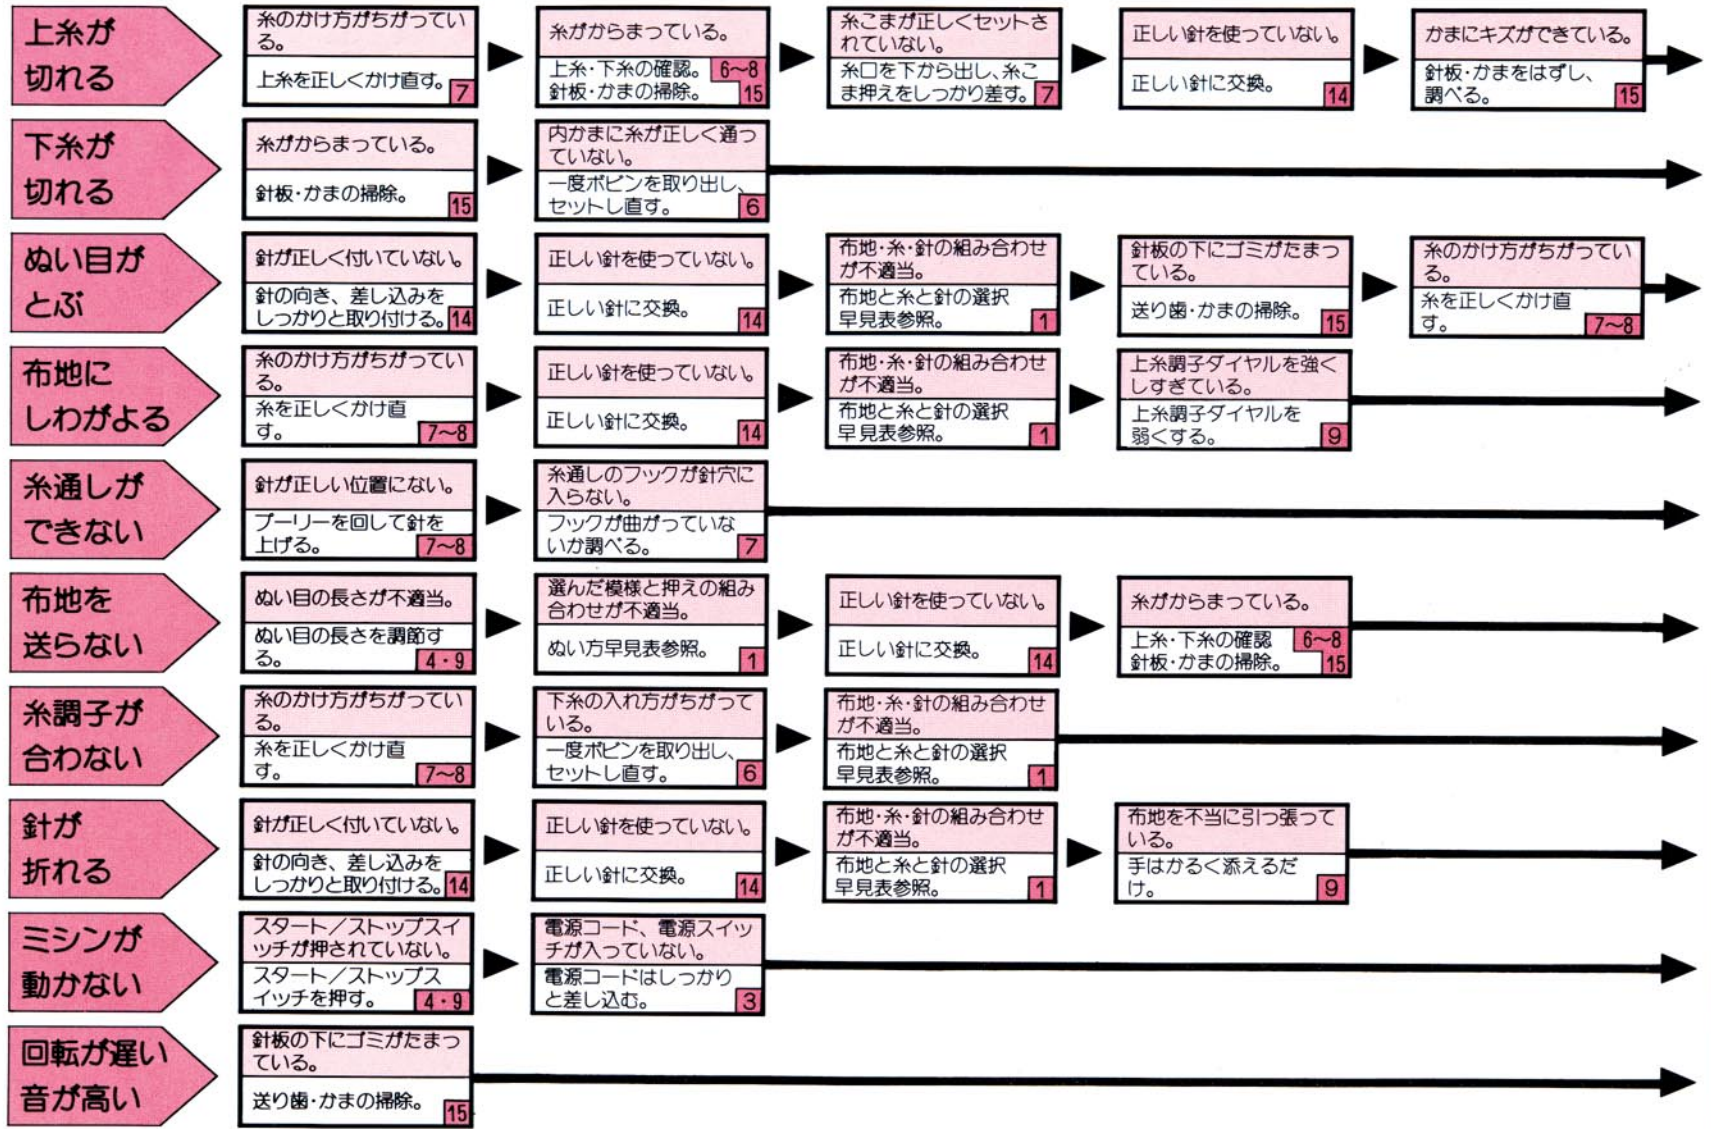 上糸が
切れる
糸のかけ方がちがってい
る。
上糸を正しくかけ直す。
7
糸がからまっている。
上糸・下糸の確認。 6〜8
針板・かまの掃除。 15
糸こまが正しくセットさ
れていない。
糸口を下から出し、糸こ
ま押えをしっかり差す。 7
正しい針を使っていない。
正しい針に交換。
14
かまにキズができている。
針板・かまをはずし、
調べる。 15
下糸が
切れる
糸がからまっている。
針板・かまの掃除。
15
内かまに糸が正しく通っ
ていない。
一度ボビンを取り出し、
セットし直す。 6
ぬい目が
とぶ
針が正しく付いていない。
針の向き、差し込みを
しっかりと取り付ける。 14
正しい針を使っていない。
正しい針に交換。
14
布地・糸・針の組み合わせ
が不適当。
布地と糸と針の選択
早見表参照。 1
針板の下にゴミがたまっ
ている。
送り歯・かまの掃除。
15
糸のかけ方がちがってい
る。
糸を正しくかけ直
す。 7〜8
布地に
しわがよる
糸のかけ方がちがってい
る。
糸を正しくかけ直
す。 7〜8
正しい針を使っていない。
正しい針に交換。
14
布地・糸・針の組み合わせ
が不適当。
布地と糸と針の選択
早見表参照。 1
上糸調子ダイヤルを強く
しすぎている。
上糸調子ダイヤルを
弱くする。 9
糸通しが
できない
針が正しい位置にない。
プーリーを回して針を
上げる。 7〜8
糸通しのフックが針穴に
入らない。
フックが曲がっていな
いか調べる。 7
布地を
送らない
ぬい目の長さが不適当。
ぬい目の長さを調節す
る。 4・9
選んだ模様と押えの組み
合わせが不適当。
ぬい方早見表参照。
1
正しい針を使っていない。
正しい針に交換。
14
糸がからまっている。
上糸・下糸の確認 6〜8
針板・かまの掃除。 15
糸調子が
合わない
糸のかけ方がちがってい
る。
糸を正しくかけ直
す。 7〜8
下糸の入れ方がちがって
いる。
一度ボビンを取り出し、
セットし直す。 6
布地・糸・針の組み合わせ
が不適当。
布地と糸と針の選択
早見表参照。 1
針が
折れる
針が正しく付いていない。
針の向き、差し込みを
しっかりと取り付ける。 14
正しい針を使っていない。
正しい針に交換。
14
布地・糸・針の組み合わせ
が不適当。
布地と糸と針の選択
早見表参照。 1
布地を不当に引っ張って
いる。
手はかるく添えるだ
け。 9
ミシンが
動かない
スタート／ストップスイ
ッチが押されていない。
スタート／ストップス
イッチを押す。 4・9
電源コード、電源スイッ
チが入っていない。
電源コードはしっかり
と差し込む。 3
回転が遅い
音が高い
針板の下にゴミがたまっ
ている。
送り歯・かまの掃除。
15